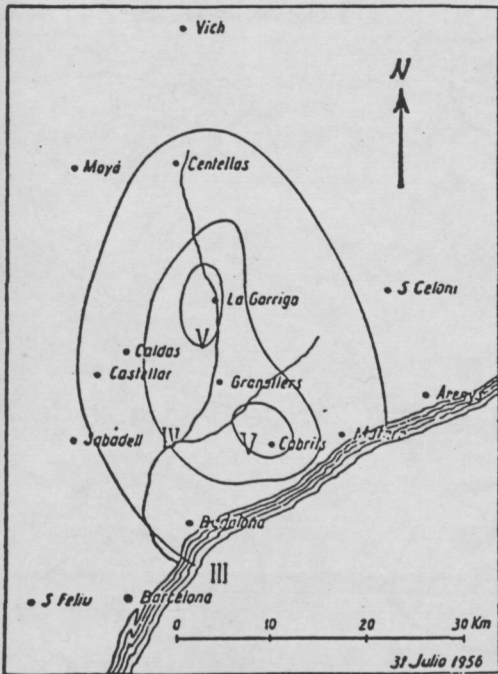 Vich
N
Moyá
Centellas
S Celoni
La Garriga
V
Caldas
Castellar
Granollers
Arenys
Sabadell
IV
V
Cabrils
Badalona
III
S Feliu
Barcelona
0 10 20 30 Km
31 Julio 1956